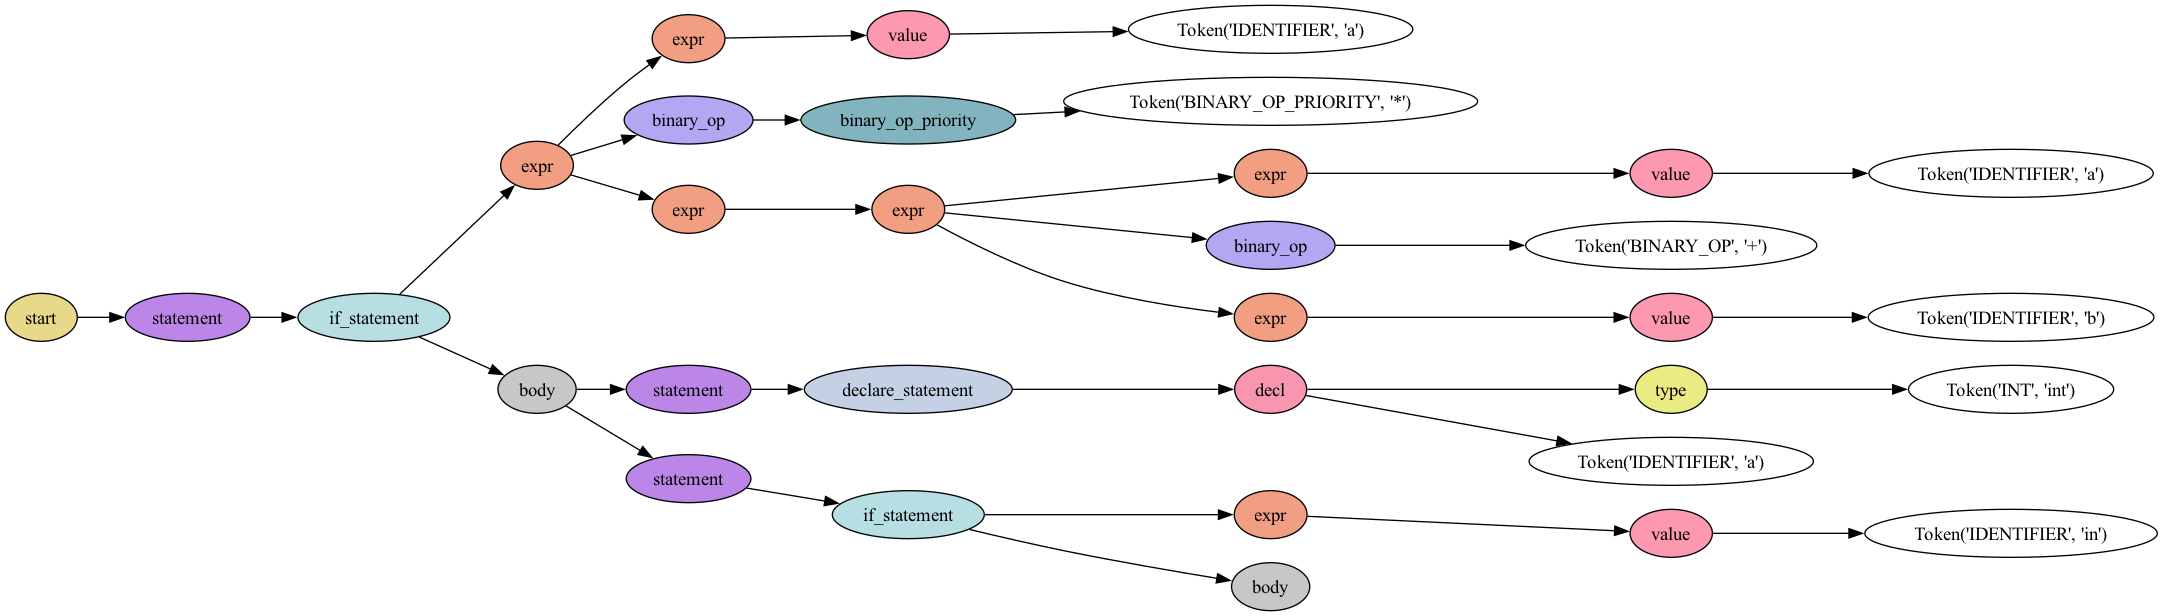 expr
value
Token('IDENTIFIER', 'a')
binary_op
binary_op_priority
Token('BINARY_OP_PRIORITY', '*')
expr
expr
value
Token('IDENTIFIER', 'a')
expr
expr
binary_op
Token('BINARY_OP', '+')
start
statement
if_statement
expr
value
Token('IDENTIFIER', 'b')
body
statement
declare_statement
decl
type
Token('INT', 'int')
Token('IDENTIFIER', 'a')
statement
if_statement
expr
value
Token('IDENTIFIER', 'in')
body